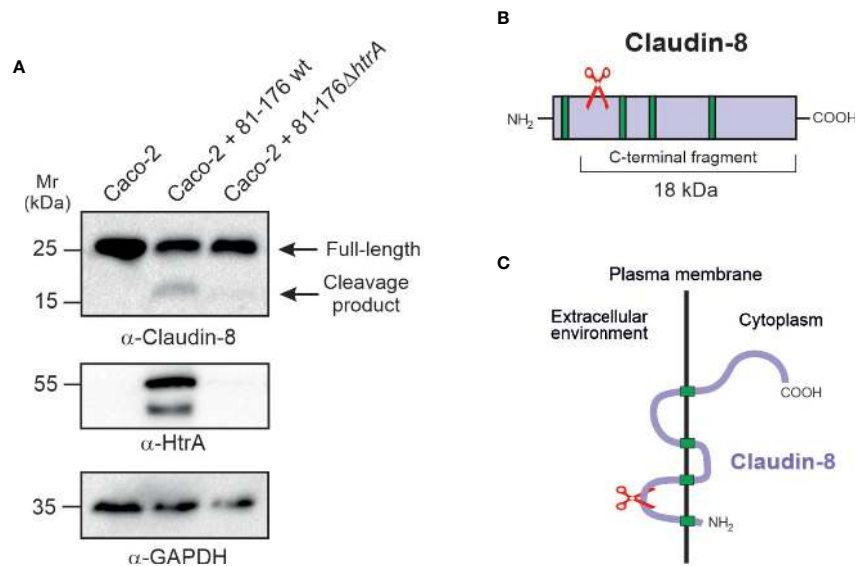 A
Caco-2
Caco-2 + 81-176 wt
Caco-2 + 81-176ΔhtrA
Mr
(kDa)
25
15
Full-length
Cleavage
product
α-Claudin-8
55
α-HtrA
35
α-GAPDH
B
Claudin-8
NH2
COOH
C-terminal fragment
18 kDa
C
Plasma membrane
Extracellular
environment
Cytoplasm
COOH
Claudin-8
NH2